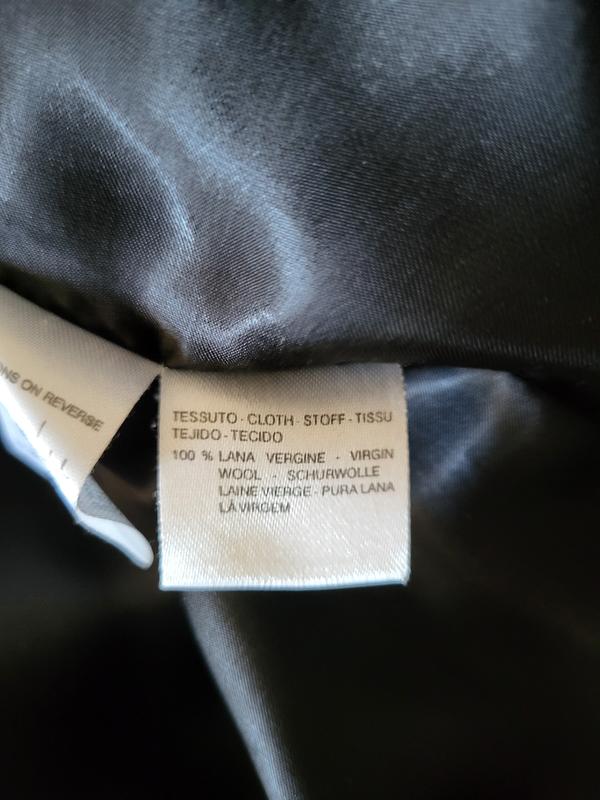 ONS ON REVERSE
TESSUTO - CLOTH - STOFF - TISSU
TEJIDO - TECIDO
100 % LANA VERGINE - VIRGIN
WOOL - SCHURWOLLE
LAINE VIERGE - PURA LANA
LÀ VIRGEM